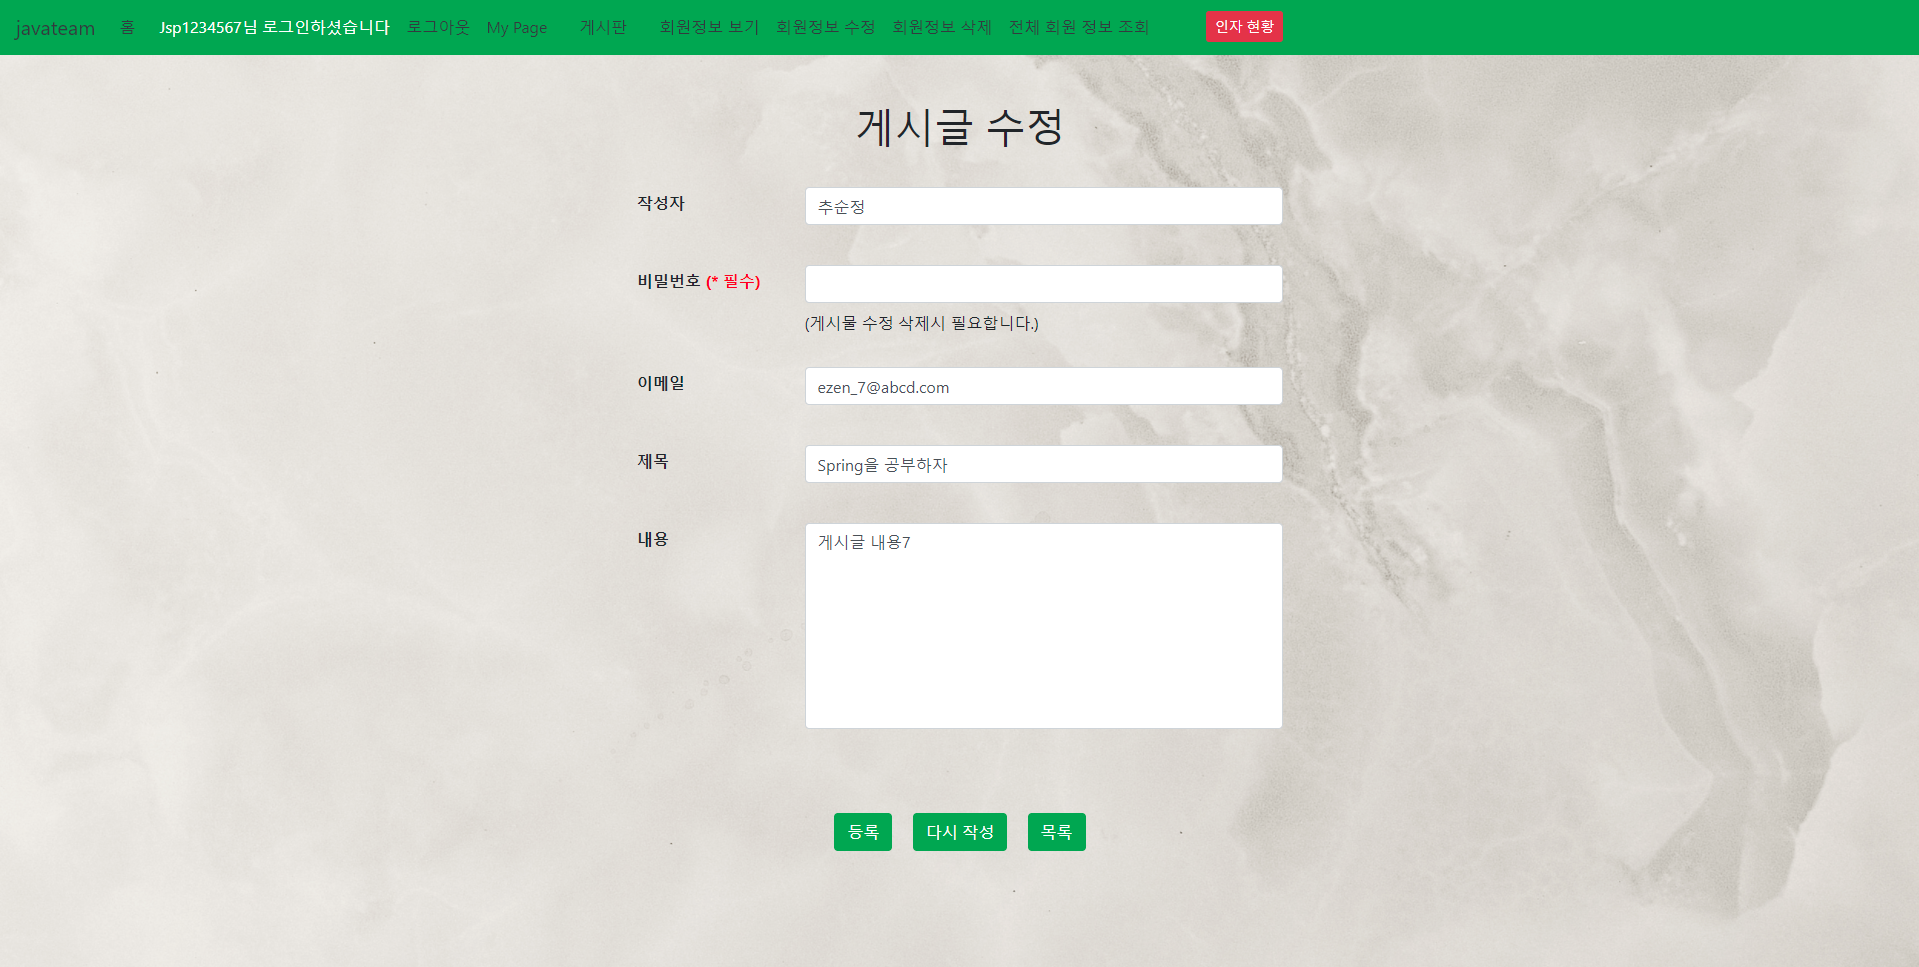 javateam 홈 Jsp1234567님 로그인하셨습니다 로그아웃 My Page 게시판 회원정보 보기 회원정보 수정 회원정보 삭제 전체 회원 정보 조회 인자 현황
게시글 수정
작성자 추순정
비밀번호 (* 필수)
(게시물 수정 삭제시 필요합니다.)
이메일 ezen_7@abcd.com
제목 Spring을 공부하자
내용 게시글 내용7
등록 다시 작성 목록